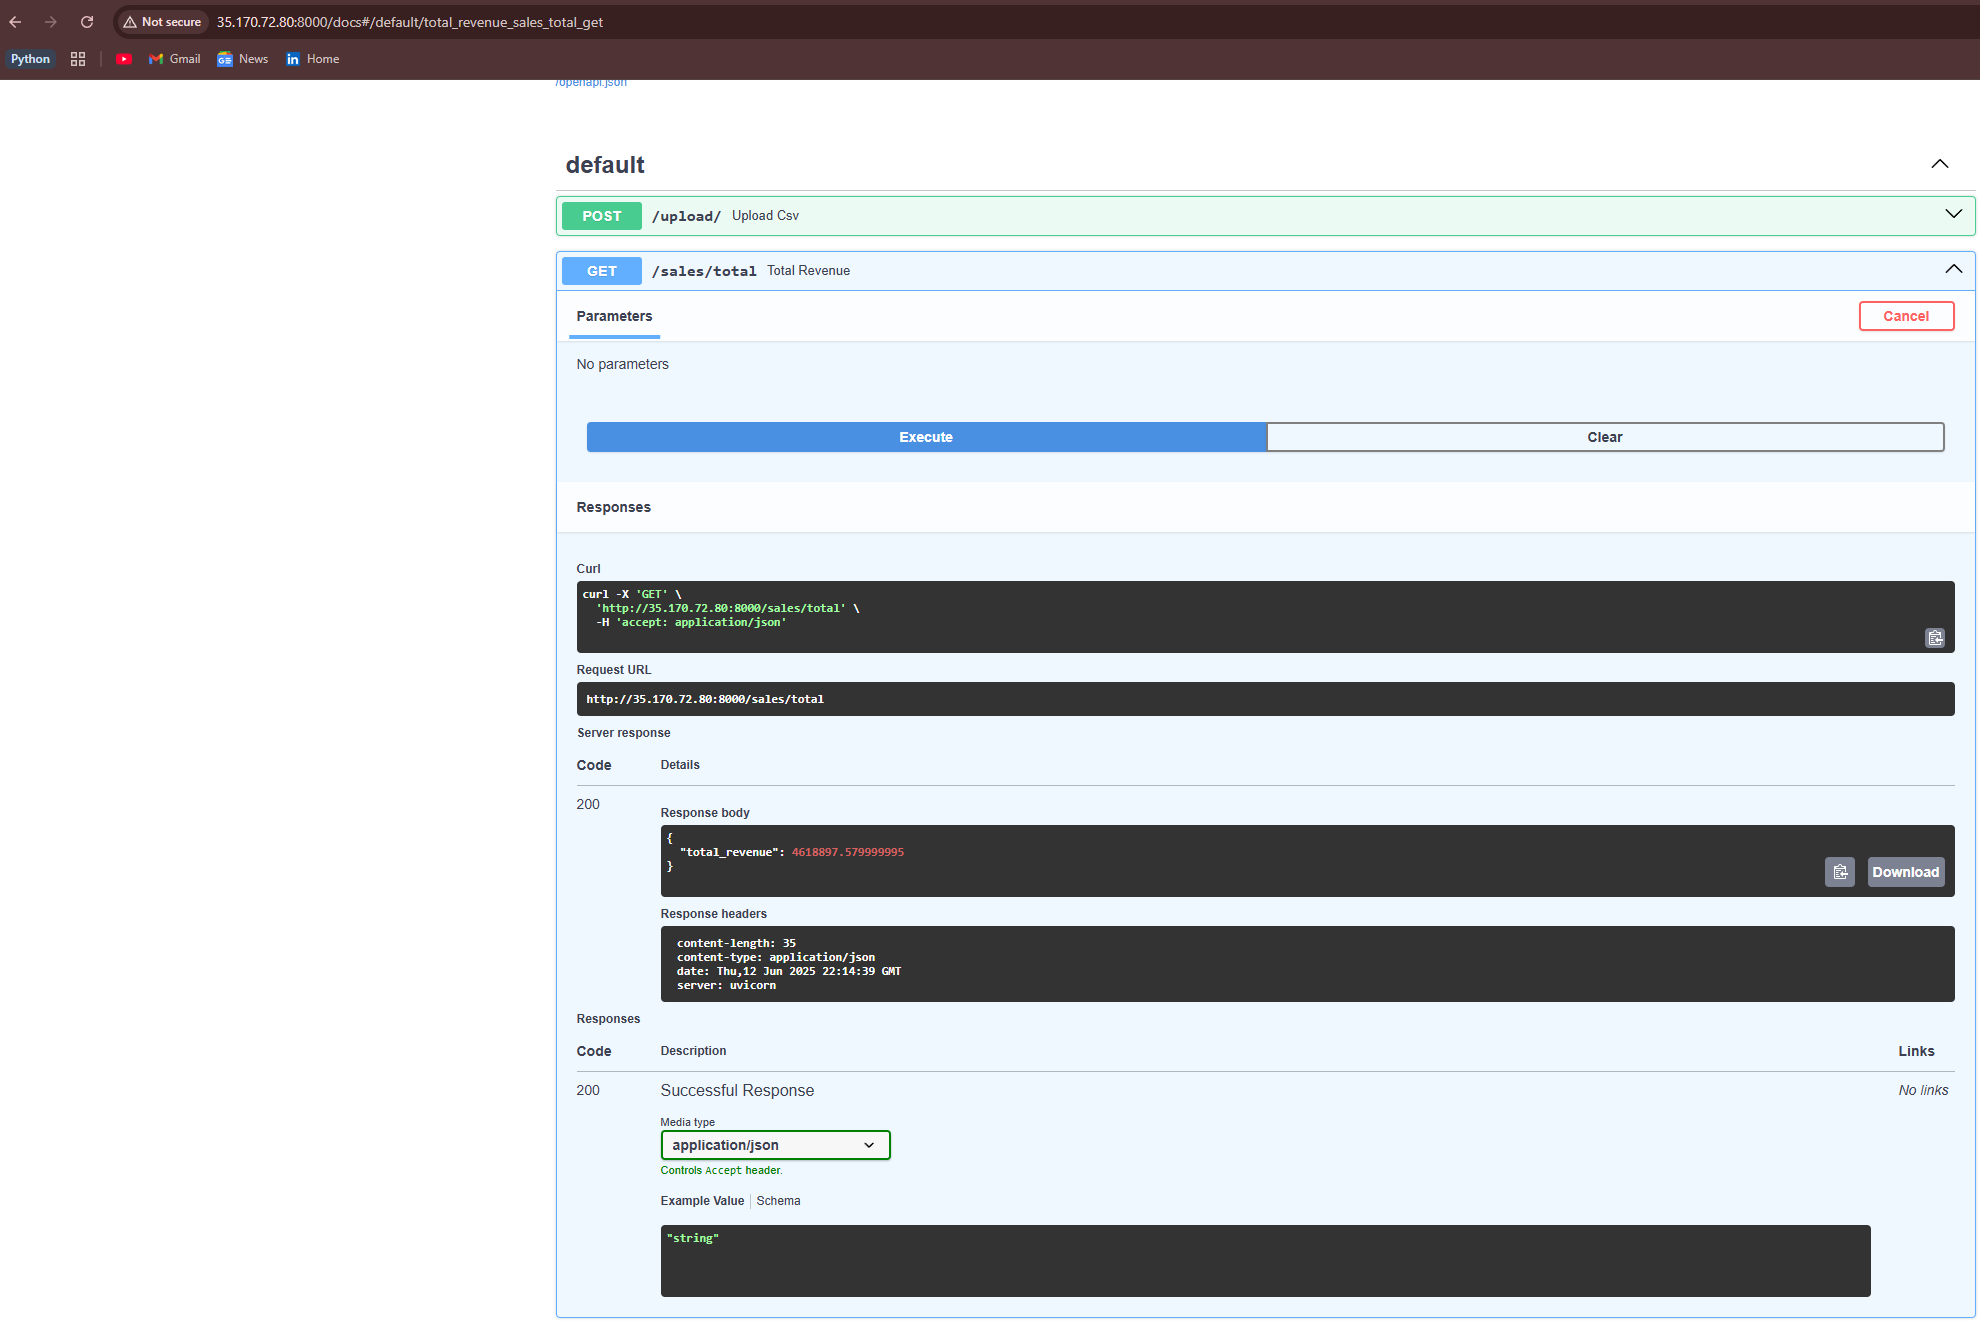 Not secure 35.170.72.80:8000/docs#/default/total_revenue_sales_total_get
Python Gmail News Home
/openapi.json
default
POST /upload/ Upload Csv
GET /sales/total Total Revenue
Parameters Cancel
No parameters
Execute Clear
Responses
Curl
curl -X 'GET' \
'http://35.170.72.80:8000/sales/total' \
-H 'accept: application/json'
Request URL
http://35.170.72.80:8000/sales/total
Server response
Code Details
200
Response body
{
"total_revenue": 4618897.579999995
}
Download
Response headers
content-length: 35
content-type: application/json
date: Thu,12 Jun 2025 22:14:39 GMT
server: uvicorn
Responses
Code Description Links
200 Successful Response No links
Media type
application/json
Controls Accept header.
Example Value Schema
"string"